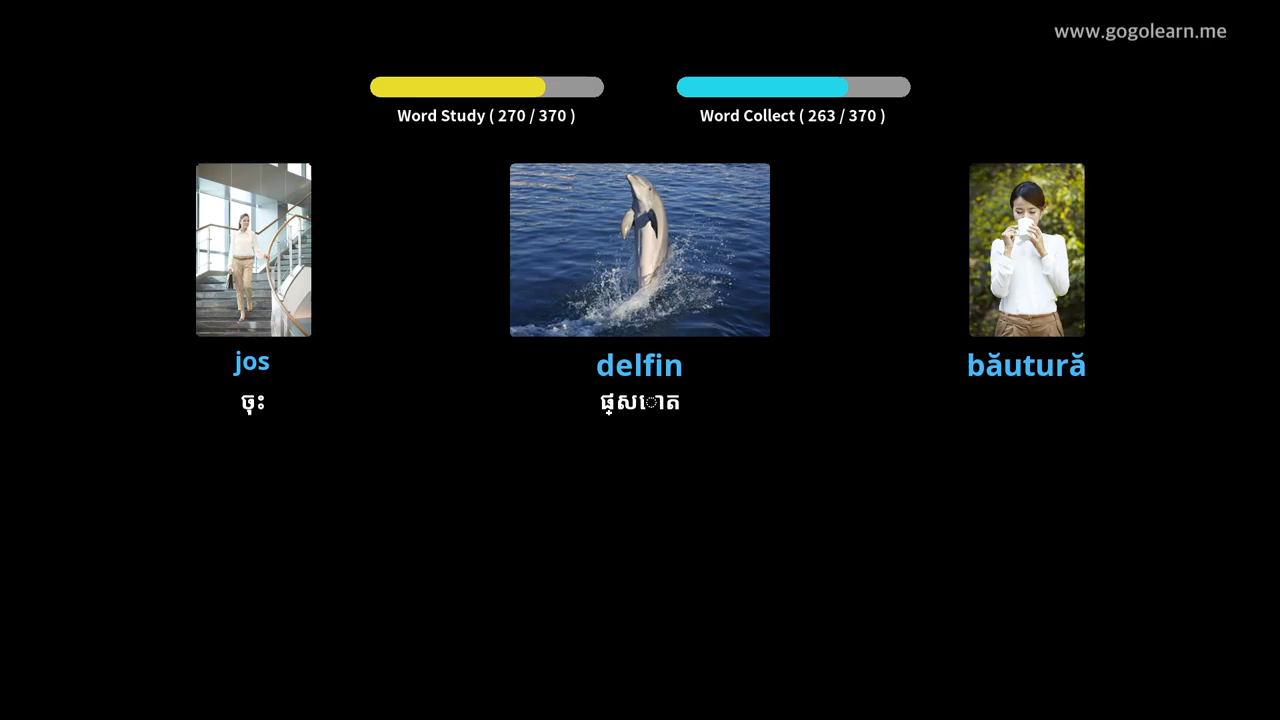 www.gogolearn.me
Word Study ( 270 / 370 )
Word Collect ( 263 / 370 )
jos
delfin
băutură
ចុះ
ផ្សោត